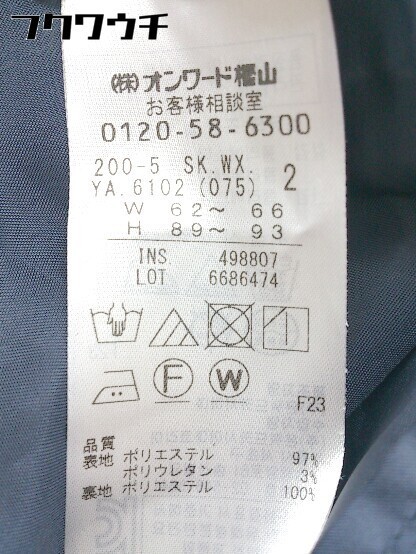 フクウクチ
㈱オンワード樫山
お客様相談室
0120-58-6300
200-5 SK.WX. 2
YA.6102(075)
W 62～ 66
H 89～ 93
INS. 498807
LOT 6686474
F W
F23
品質
表地 ポリエステル 97%
ポリウレタン 3%
裏地 ポリエステル 100%